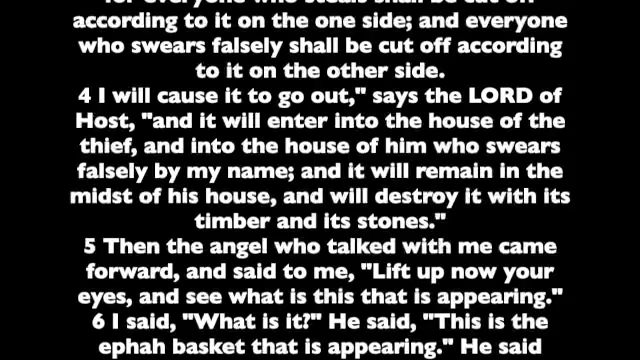 for everyone who steals shall be cut off
according to it on the one side; and everyone
who swears falsely shall be cut off according
to it on the other side.
4 I will cause it to go out," says the LORD of
Host, "and it will enter into the house of the
thief, and into the house of him who swears
falsely by my name; and it will remain in the
midst of his house, and will destroy it with its
timber and its stones."
5 Then the angel who talked with me came
forward, and said to me, "Lift up now your
eyes, and see what is this that is appearing."
6 I said, "What is it?" He said, "This is the
ephah basket that is appearing." He said